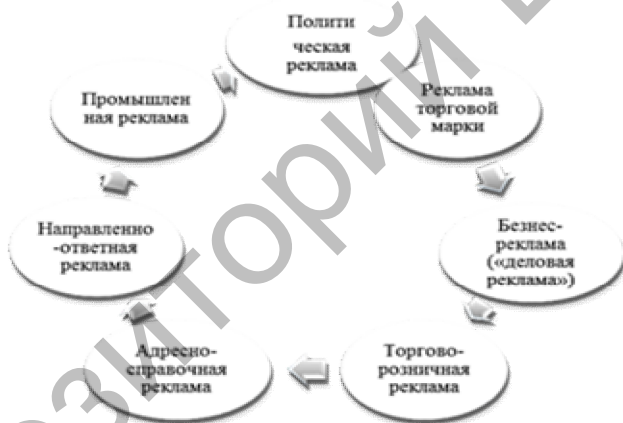 Полити
ческая
реклама
Реклама
торговой
марки
Безнес-
реклама
(«деловая
реклама»)
Торгово-
розничная
реклама
Адресно-
справочная
реклама
Направленно
-ответная
реклама
Промышлен
ная реклама